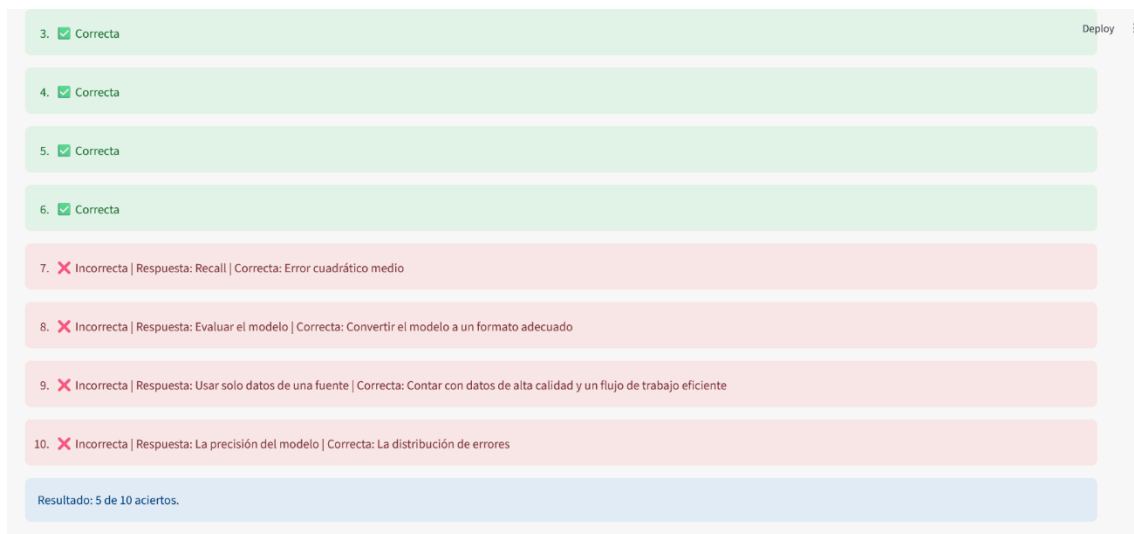 Deploy
3. ✅ Correcta
4. ✅ Correcta
5. ✅ Correcta
6. ✅ Correcta
7. ❌ Incorrecta | Respuesta: Recall | Correcta: Error cuadrático medio
8. ❌ Incorrecta | Respuesta: Evaluar el modelo | Correcta: Convertir el modelo a un formato adecuado
9. ❌ Incorrecta | Respuesta: Usar solo datos de una fuente | Correcta: Contar con datos de alta calidad y un flujo de trabajo eficiente
10. ❌ Incorrecta | Respuesta: La precisión del modelo | Correcta: La distribución de errores
Resultado: 5 de 10 aciertos.